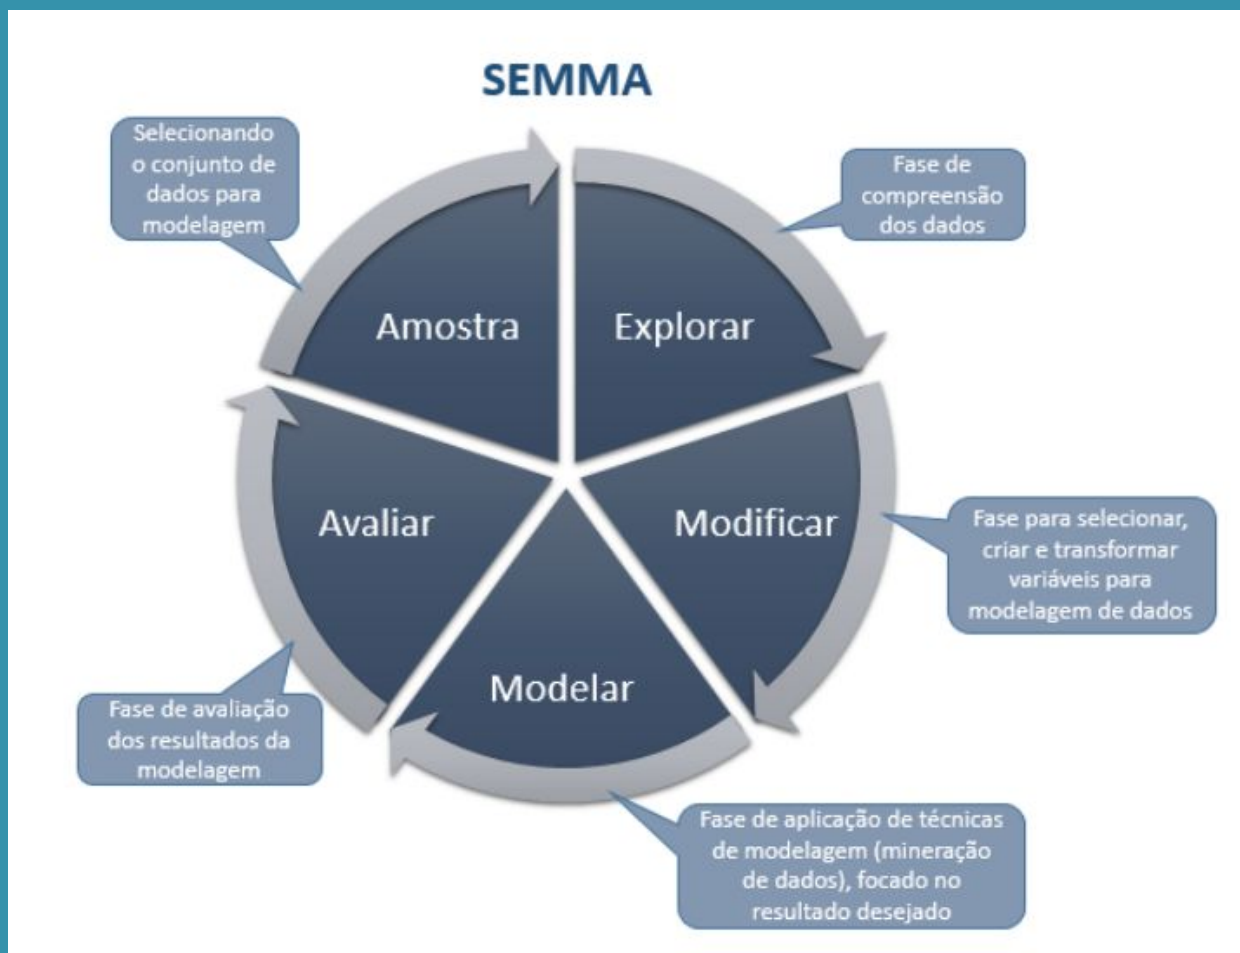 SEMMA
Selecionando
o conjunto de
dados para
modelagem
Fase de
compreensão
dos dados
Amostra
Explorar
Avaliar
Modificar
Fase para selecionar,
criar e transformar
variáveis para
modelagem de dados
Modelar
Fase de avaliação
dos resultados da
modelagem
Fase de aplicação de técnicas
de modelagem (mineração
de dados), focado no
resultado desejado